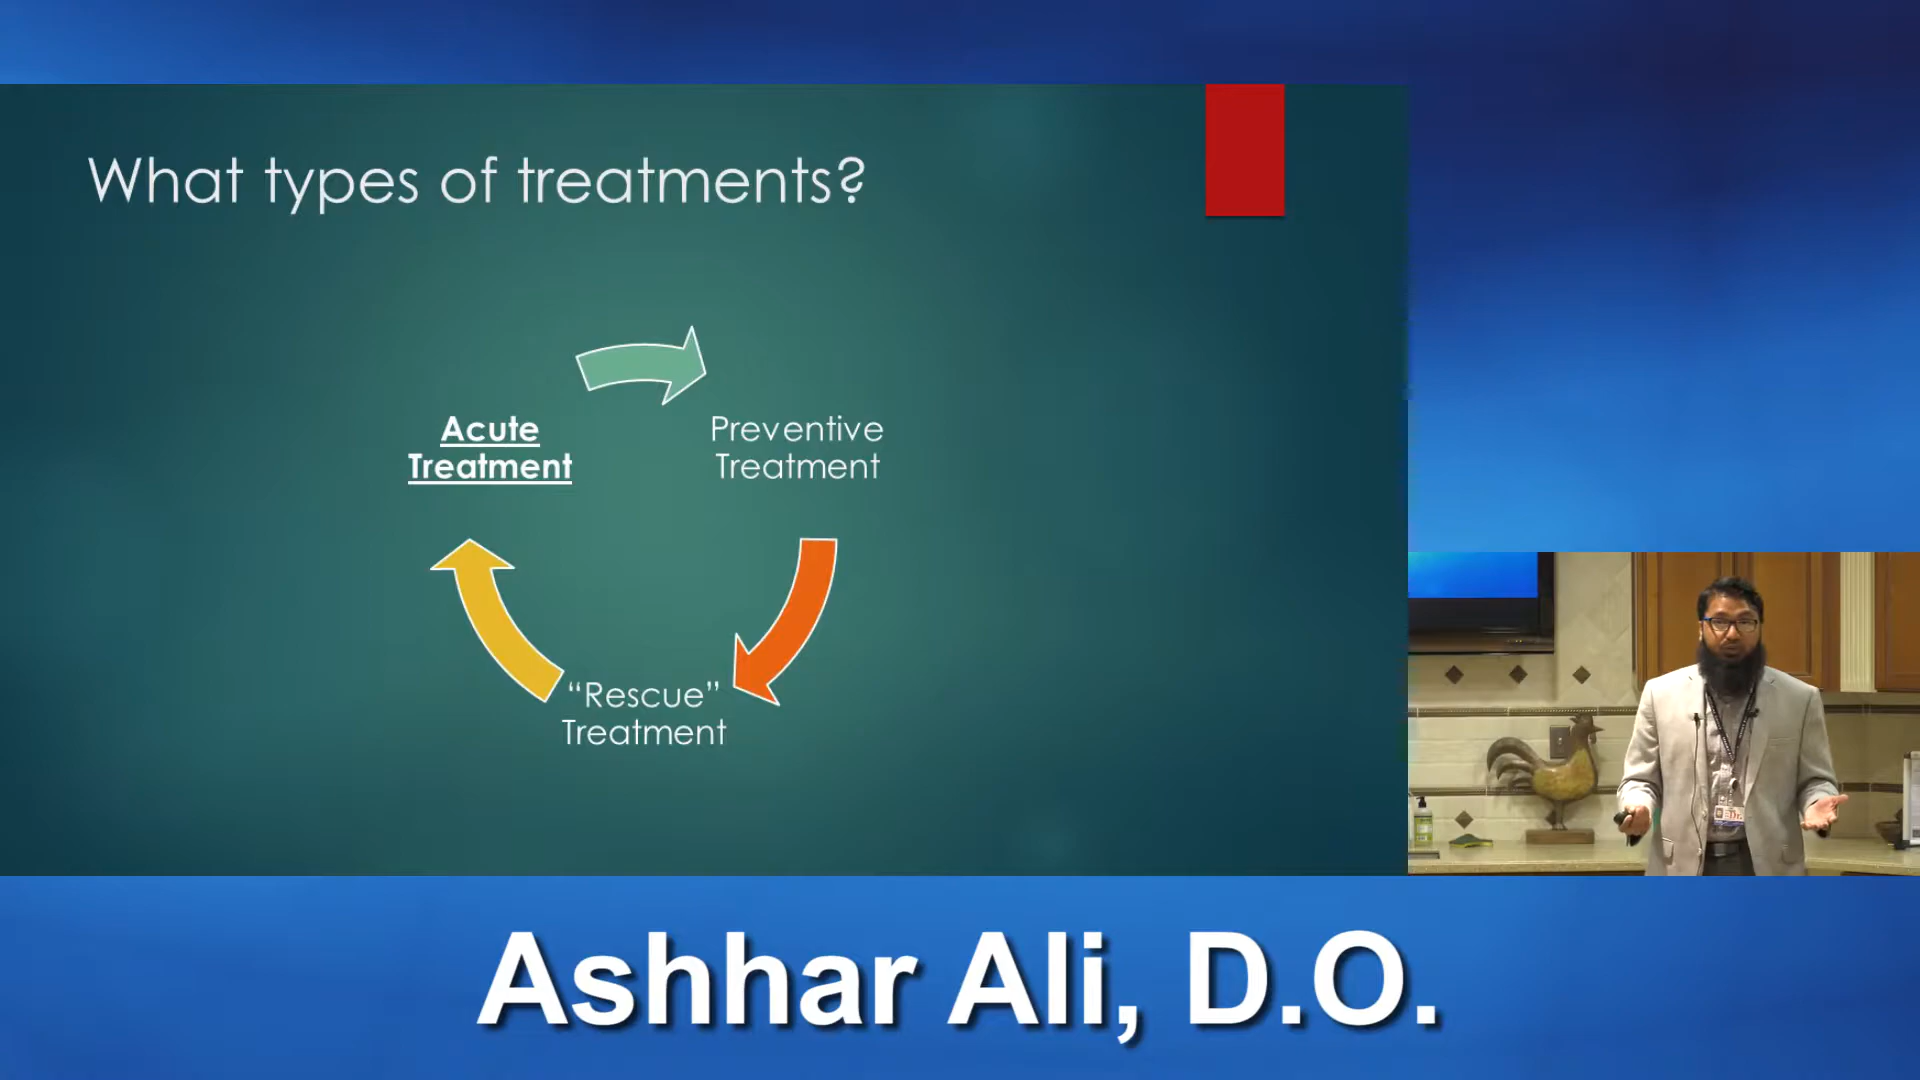 What types of treatments?
Acute
Treatment
Preventive
Treatment
“Rescue”
Treatment
Ashhar Ali, D.O.